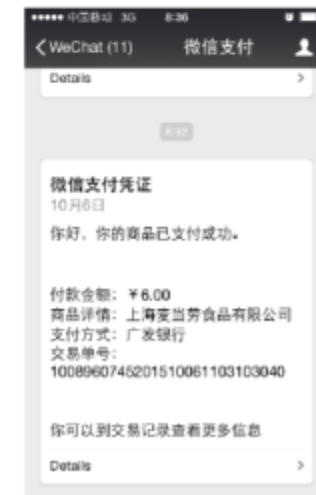 中国移动 3G 8:36
WeChat (11) 微信支付
Details
8:32
微信支付凭证
10月6日
你好，你的商品已支付成功。
付款金额：￥6.00
商品详情：上海麦当劳食品有限公司
支付方式：广发银行
交易单号：
1008960745201510061103103040
你可以到交易记录查看更多信息
Details